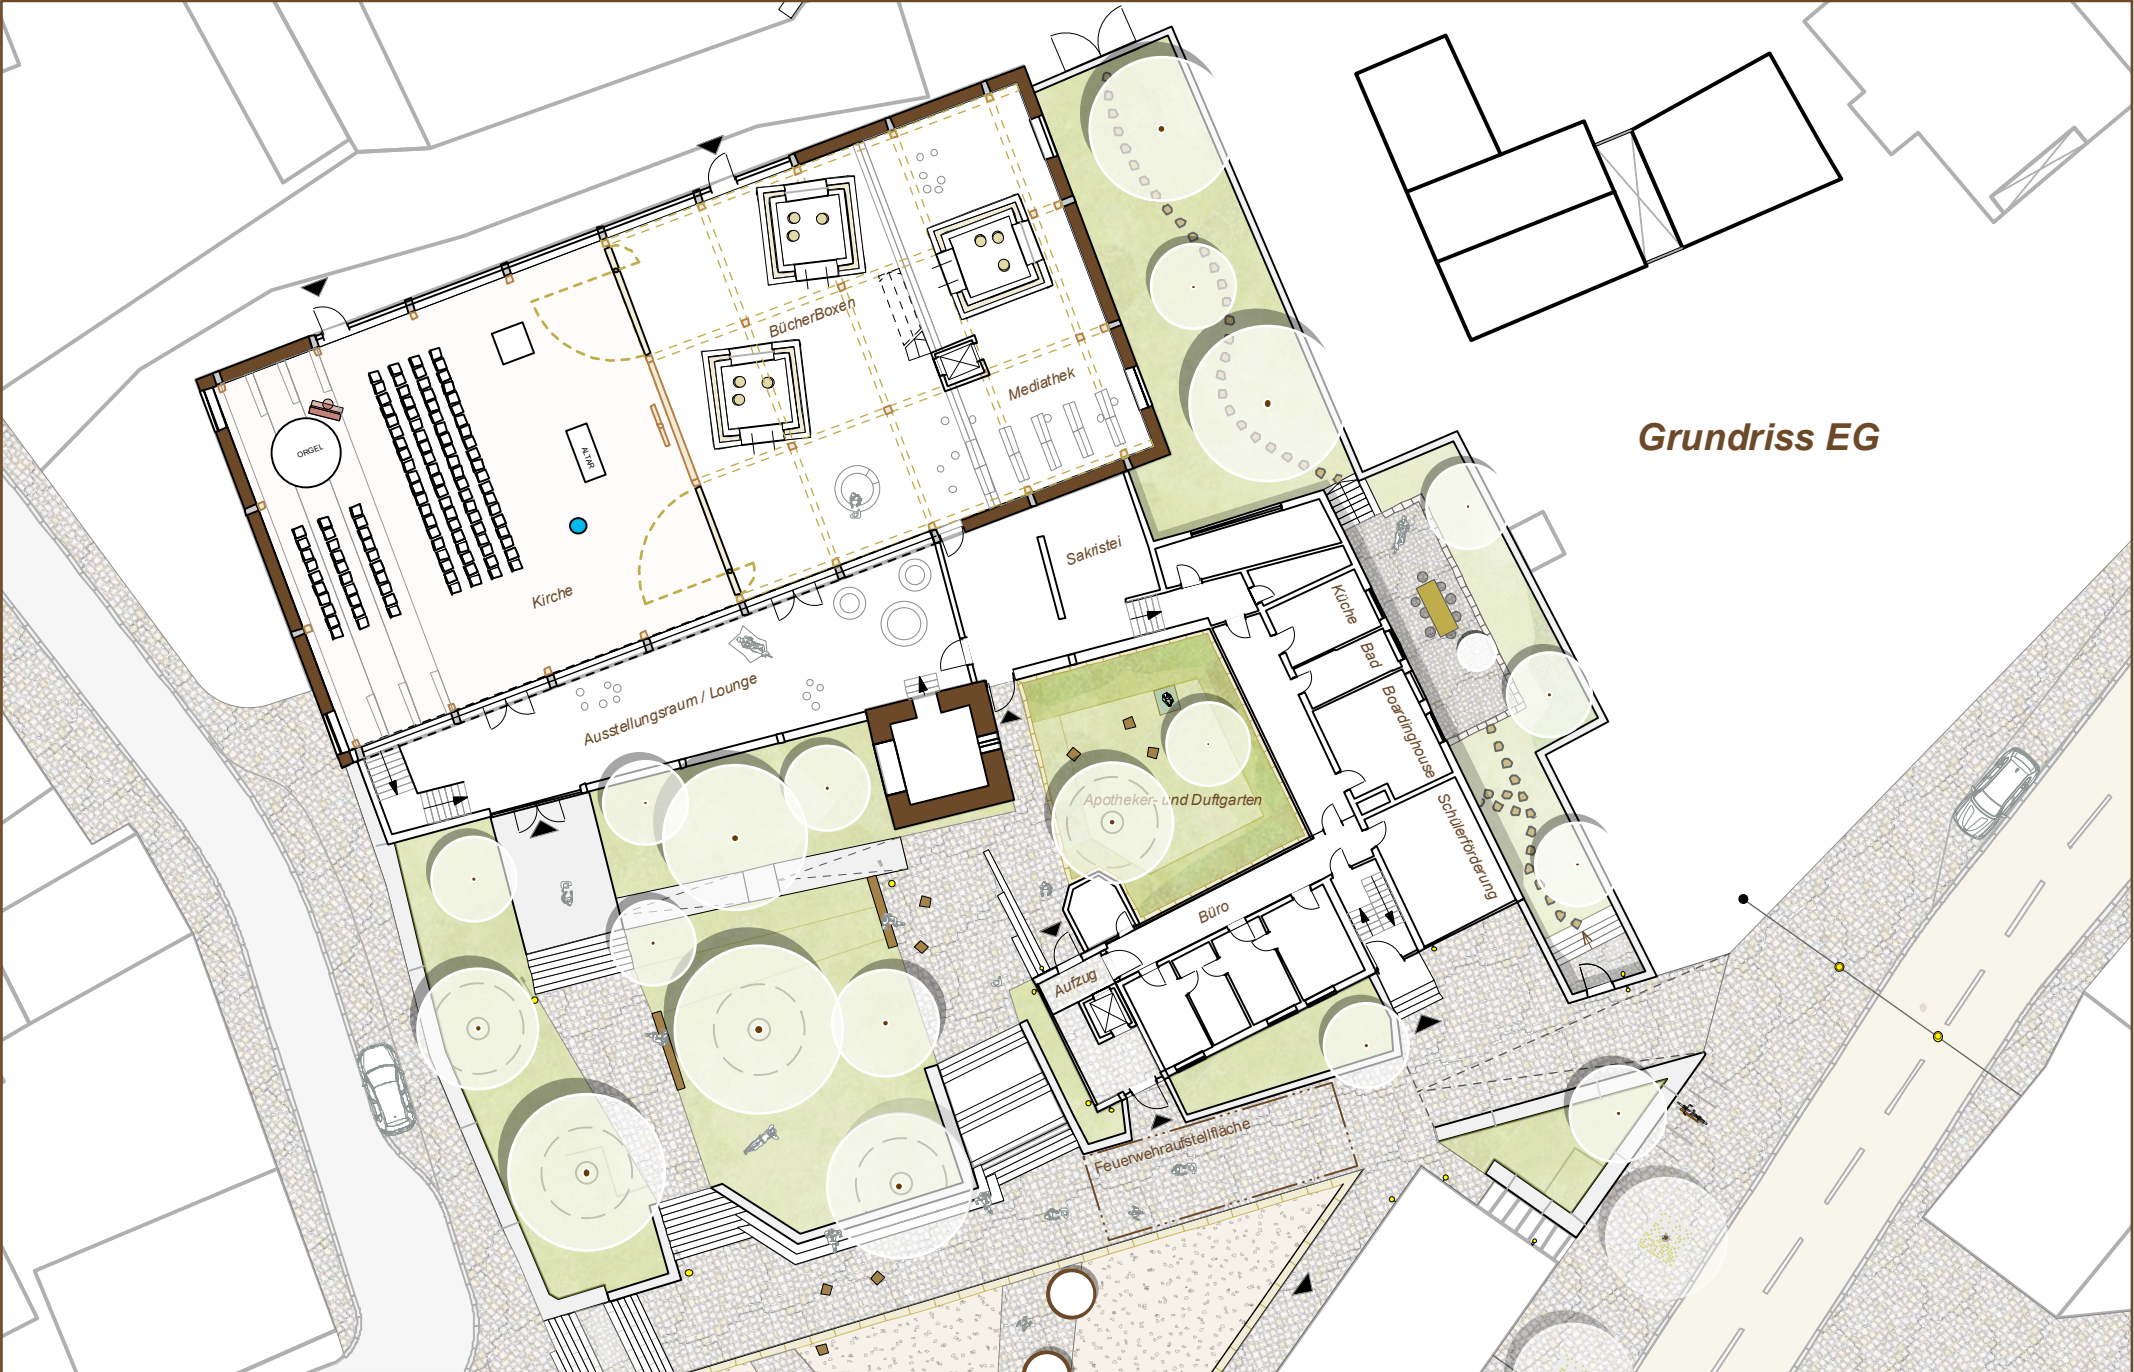 Grundriss EG
BücherBoxen
Mediathek
ORGEL
ALTAR
Kirche
Sakristei
Küche
Bad
Boardinghouse
Ausstellungsraum / Lounge
Apotheker- und Duftgarten
Schülerförderung
Büro
Aufzug
Feuerwehraufstellfläche